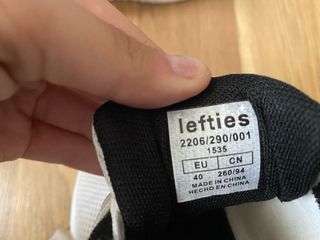 lefties
2206/290/001
1535
EU CN
40 260/94
MADE IN CHINA
HECHO EN CHINA